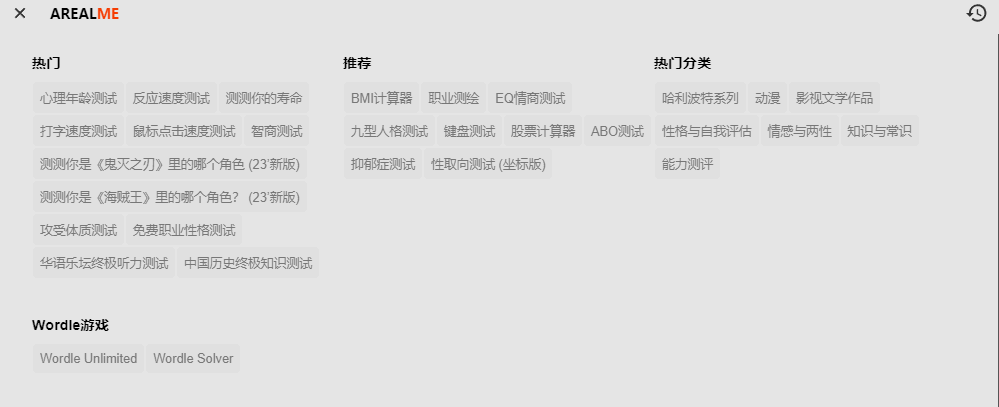 AREALME
热门
心理年龄测试 反应速度测试 测测你的寿命
打字速度测试 鼠标点击速度测试 智商测试
测测你是《鬼灭之刃》里的哪个角色 (23'新版)
测测你是《海贼王》里的哪个角色？ (23'新版)
攻受体质测试 免费职业性格测试
华语乐坛终极听力测试 中国历史终极知识测试
推荐
BMI计算器 职业测绘 EQ情商测试
九型人格测试 键盘测试 股票计算器 ABO测试
抑郁症测试 性取向测试 (坐标版)
热门分类
哈利波特系列 动漫 影视文学作品
性格与自我评估 情感与两性 知识与常识
能力测评
Wordle游戏
Wordle Unlimited Wordle Solver